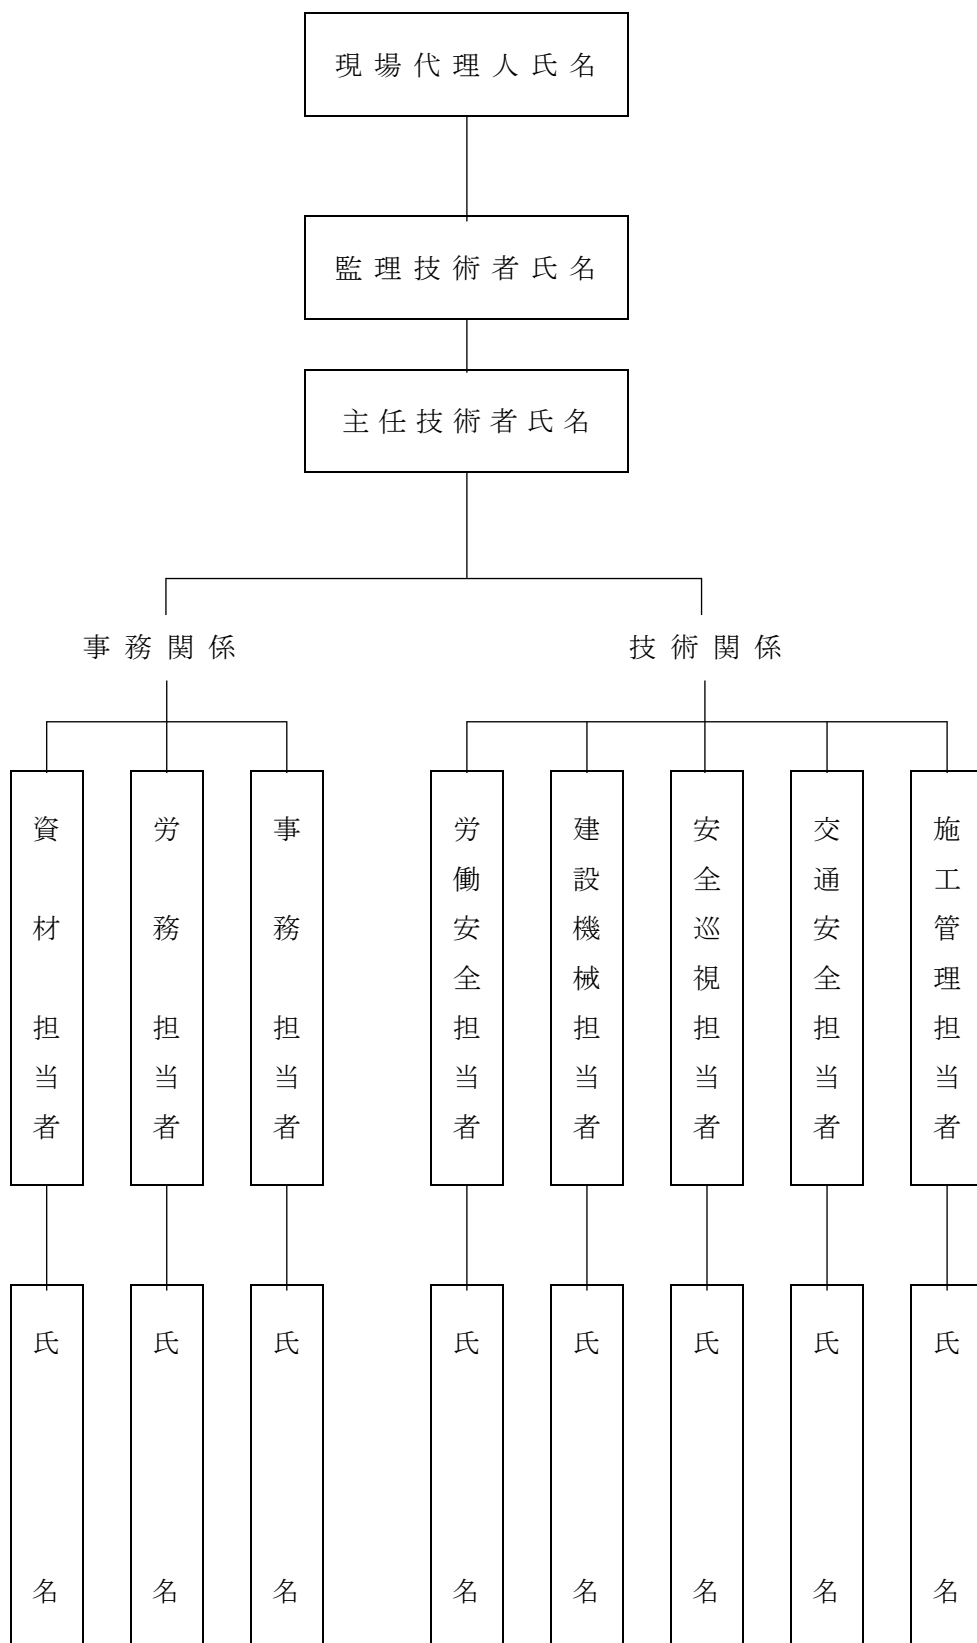 現場代理人氏名
監理技術者氏名
主任技術者氏名
事務関係
技術関係
資材担当者
労務担当者
事務担当者
労働安全担当者
建設機械担当者
安全巡視担当者
交通安全担当者
施工管理担当者
氏名
氏名
氏名
氏名
氏名
氏名
氏名
氏名